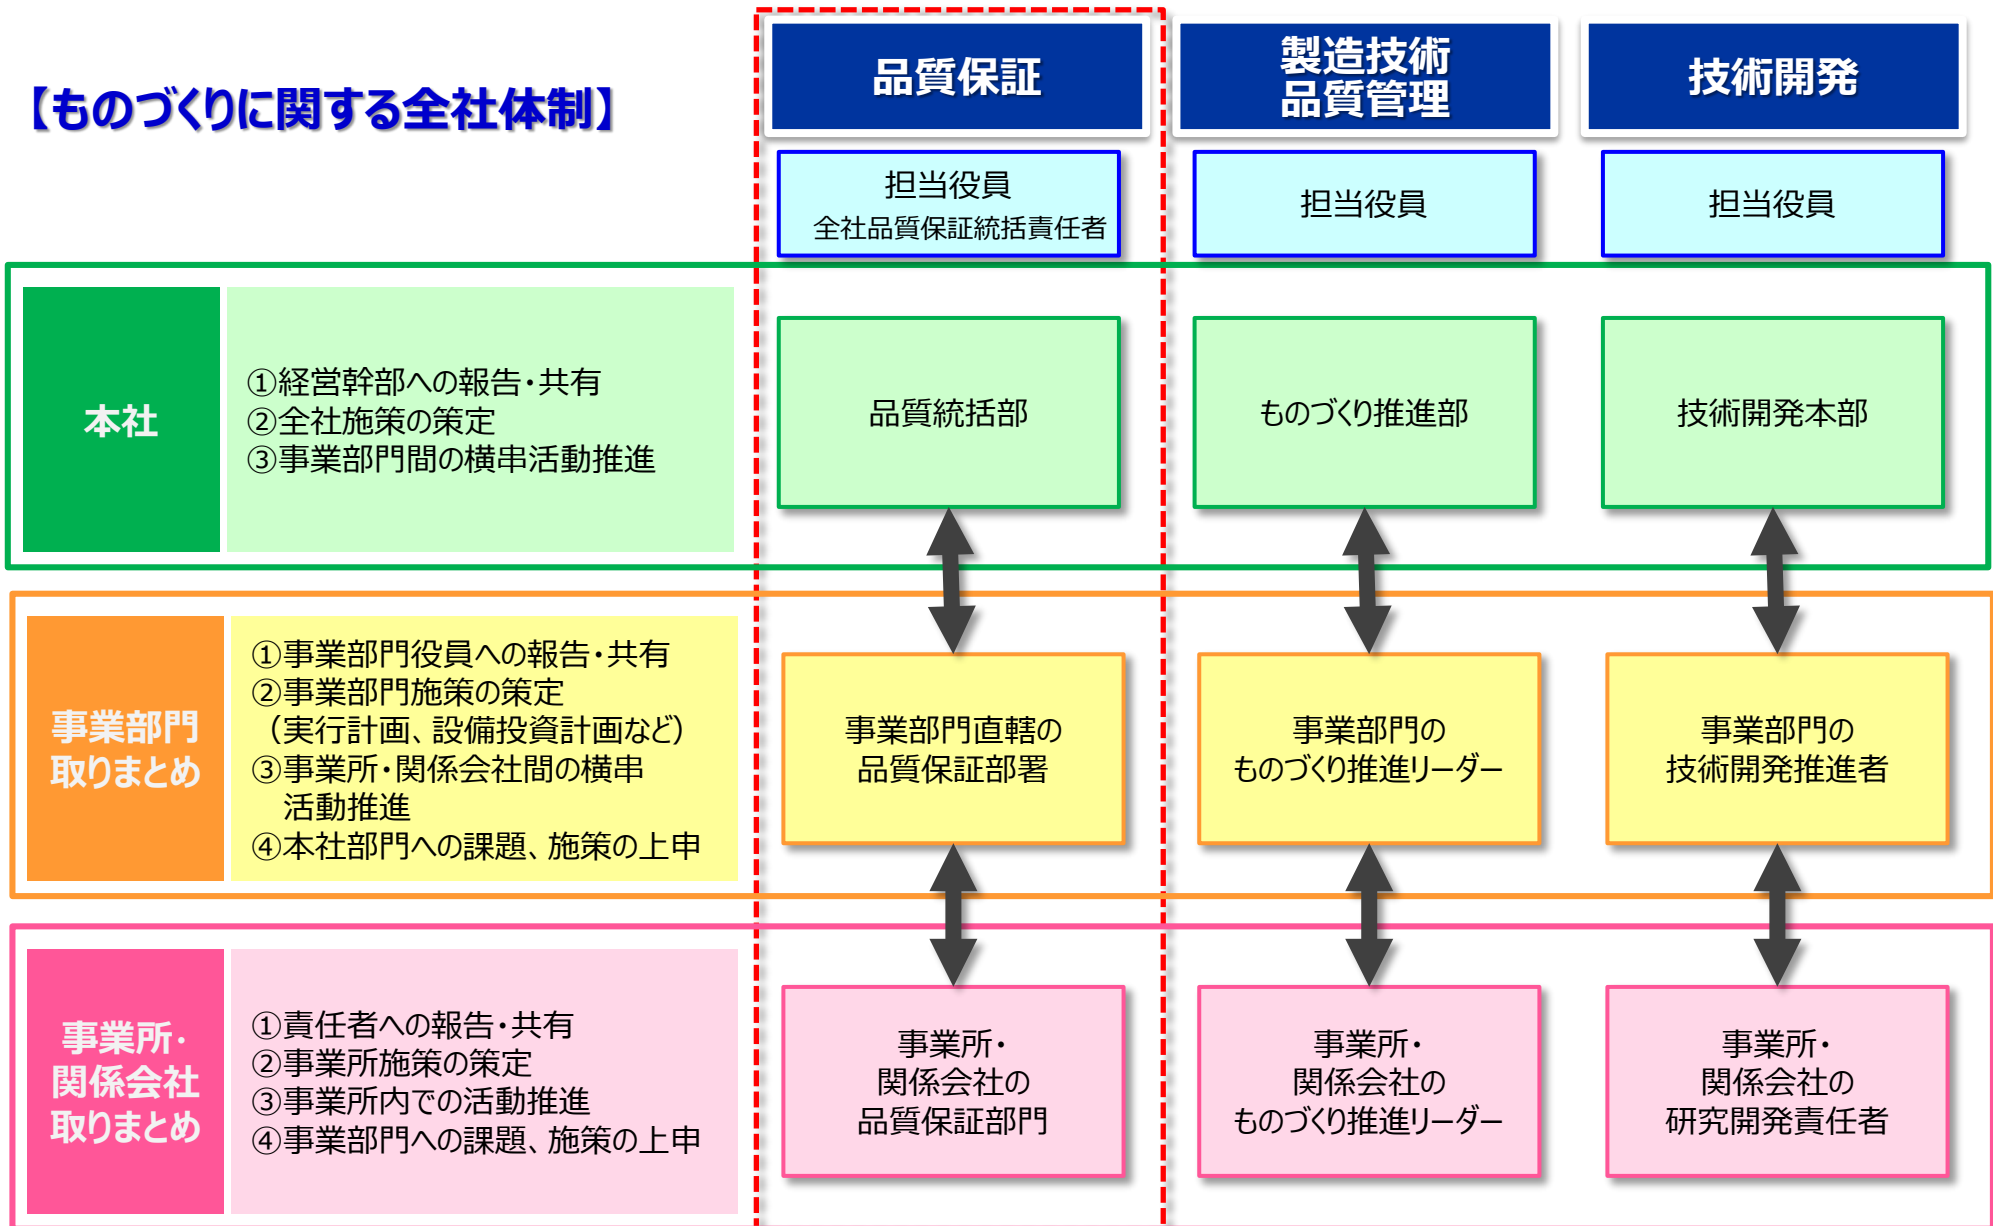 【ものづくりに関する全社体制】
品質保証
製造技術
品質管理
技術開発
担当役員
全社品質保証統括責任者
担当役員
担当役員
本社
①経営幹部への報告・共有
②全社施策の策定
③事業部門間の横串活動推進
品質統括部
ものづくり推進部
技術開発本部
事業部門
取りまとめ
①事業部門役員への報告・共有
②事業部門施策の策定
（実行計画、設備投資計画など）
③事業所・関係会社間の横串
活動推進
④本社部門への課題、施策の上申
事業部門直轄の
品質保証部署
事業部門の
ものづくり推進リーダー
事業部門の
技術開発推進者
事業所・
関係会社
取りまとめ
①責任者への報告・共有
②事業所施策の策定
③事業所内での活動推進
④事業部門への課題、施策の上申
事業所・
関係会社の
品質保証部門
事業所・
関係会社の
ものづくり推進リーダー
事業所・
関係会社の
研究開発責任者